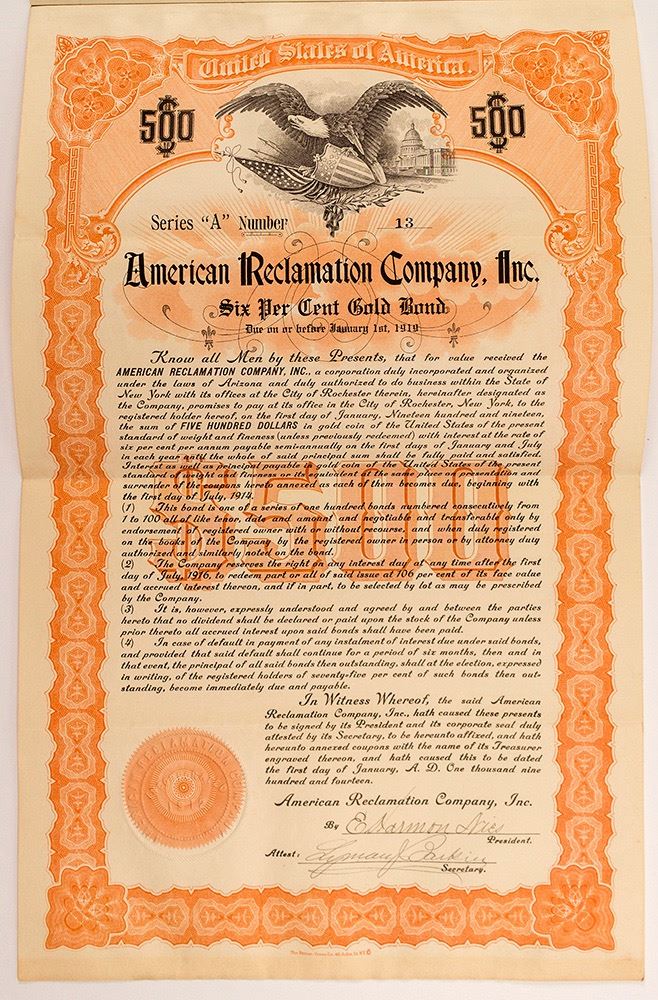 United States of America.
$500 $500
Series "A" Number 13
American Reclamation Company, Inc.
Six Per Cent Gold Bond
Due on or before January 1st, 1919
Know all Men by these Presents, that for value received the
AMERICAN RECLAMATION COMPANY, INC., a corporation duly incorporated and organized
under the laws of Arizona and duly authorized to do business within the State of
New York with its offices at the City of Rochester therein, hereinafter designated as
the Company, promises to pay at its office in the City of Rochester, New York, to the
registered holder hereof, on the first day of January, Nineteen hundred and nineteen,
the sum of FIVE HUNDRED DOLLARS in gold coin of the United States of the present
standard of weight and fineness (unless previously redeemed) with interest at the rate of
six per cent per annum payable semi-annually on the first days of January and July
in each year until the whole of said principal sum shall be fully paid and satisfied.
Interest as well as principal payable in gold coin of the United States of the present
standard of weight and fineness or its equivalent at the same place on presentation and
surrender of the coupons hereto annexed as each of them becomes due, beginning with
the first day of July, 1914.
(1) This bond is one of a series of one hundred bonds numbered consecutively from
1 to 100 all of like tenor, date and amount and negotiable and transferable only by
endorsement of registered owner with or without recourse, and when duly registered
on the books of the Company by the registered owner in person or by attorney duly
authorized and similarly noted on the bond.
(2) The Company reserves the right on any interest day at any time after the first
day of July, 1916, to redeem part or all of said issue at 106 per cent of its face value
and accrued interest thereon, and if in part, to be selected by lot as may be prescribed
by the Company.
(3) It is, however, expressly understood and agreed by and between the parties
hereto that no dividend shall be declared or paid upon the stock of the Company unless
prior thereto all accrued interest upon said bonds shall have been paid.
(4) In case of default in payment of any instalment of interest due under said bonds,
and provided that said default shall continue for a period of six months, then and in
that event, the principal of all said bonds then outstanding, shall at the election, expressed
in writing, of the registered holders of seventy-five per cent of such bonds then out-
standing, become immediately due and payable.
$500
In Witness Whereof, the said American
Reclamation Company, Inc., hath caused these presents
to be signed by its President and its corporate seal duly
attested by its Secretary, to be hereunto affixed, and hath
hereunto annexed coupons with the name of its Treasurer
engraved thereon, and hath caused this to be dated
the first day of January, A. D. One thousand nine
hundred and fourteen.
American Reclamation Company, Inc.
By
President.
Attest: Lyman J.
Secretary.